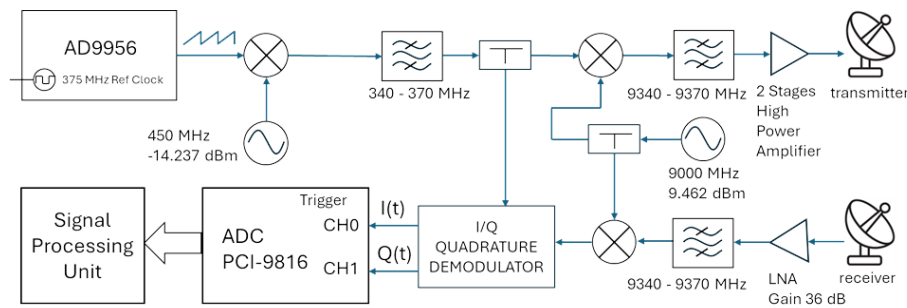 AD9956
375 MHz Ref Clock
450 MHz
-14.237 dBm
340 - 370 MHz
9340 - 9370 MHz
2 Stages
High
Power
Amplifier
transmitter
9000 MHz
9.462 dBm
Signal
Processing
Unit
Trigger
ADC
PCI-9816
CH0
CH1
I(t)
Q(t)
I/Q
QUADRATURE
DEMODULATOR
9340 - 9370 MHz
LNA
Gain 36 dB
receiver